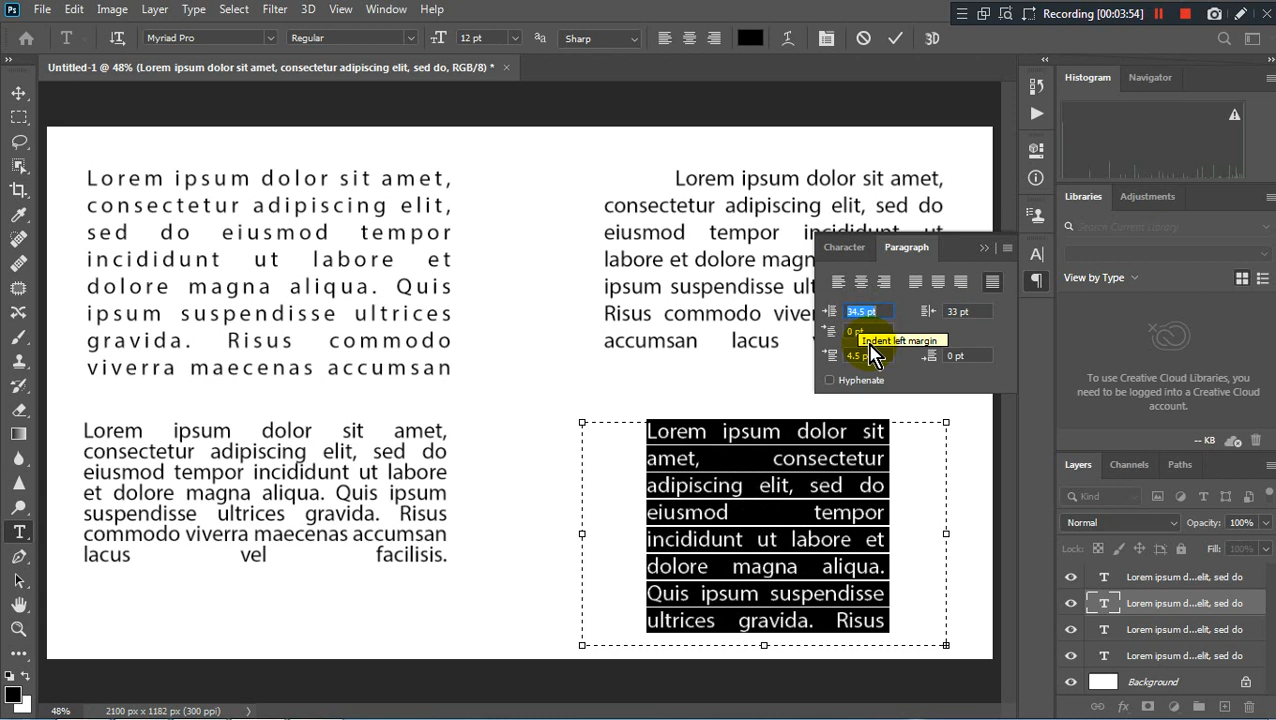 Ps File Edit Image Layer Type Select Filter 3D View Window Help
Recording [00:03:54]
T Myriad Pro Regular 12 pt Sharp 3D
Untitled-1 @ 48% (Lorem ipsum dolor sit amet, consectetur adipiscing elit, sed do, RGB/8) *
Histogram Navigator
Lorem ipsum dolor sit amet,
consectetur adipiscing elit,
sed do eiusmod tempor
incididunt ut labore et
dolore magna aliqua. Quis
ipsum suspendisse ultrices
gravida. Risus commodo
viverra maecenas accumsan
Lorem ipsum dolor sit amet,
consectetur adipiscing elit, sed do
eiusmod tempor incididunt ut
labore et dolore magn
ipsum suspendisse ult
Risus commodo viver
accumsan lacus v
Character Paragraph
34.5 pt 33 pt
0 pt
Indent left margin
4.5 p 0 pt
Hyphenate
Lorem ipsum dolor sit amet,
consectetur adipiscing elit, sed do
eiusmod tempor incididunt ut labore
et dolore magna aliqua. Quis ipsum
suspendisse ultrices gravida. Risus
commodo viverra maecenas accumsan
lacus vel facilisis.
Lorem ipsum dolor sit
amet, consectetur
adipiscing elit, sed do
eiusmod tempor
incididunt ut labore et
dolore magna aliqua.
Quis ipsum suspendisse
ultrices gravida. Risus
Libraries Adjustments
Search Current Library
View by Type
To use Creative Cloud Libraries, you
need to be logged into a Creative Cloud
account.
-- KB
Layers Channels Paths
Kind
Normal Opacity: 100%
Lock: Fill: 100%
T Lorem ipsum d...elit, sed do
T Lorem ipsum d...elit, sed do
T Lorem ipsum d...elit, sed do
T Lorem ipsum d...elit, sed do
Background
48% 2100 px x 1182 px (300 ppi)